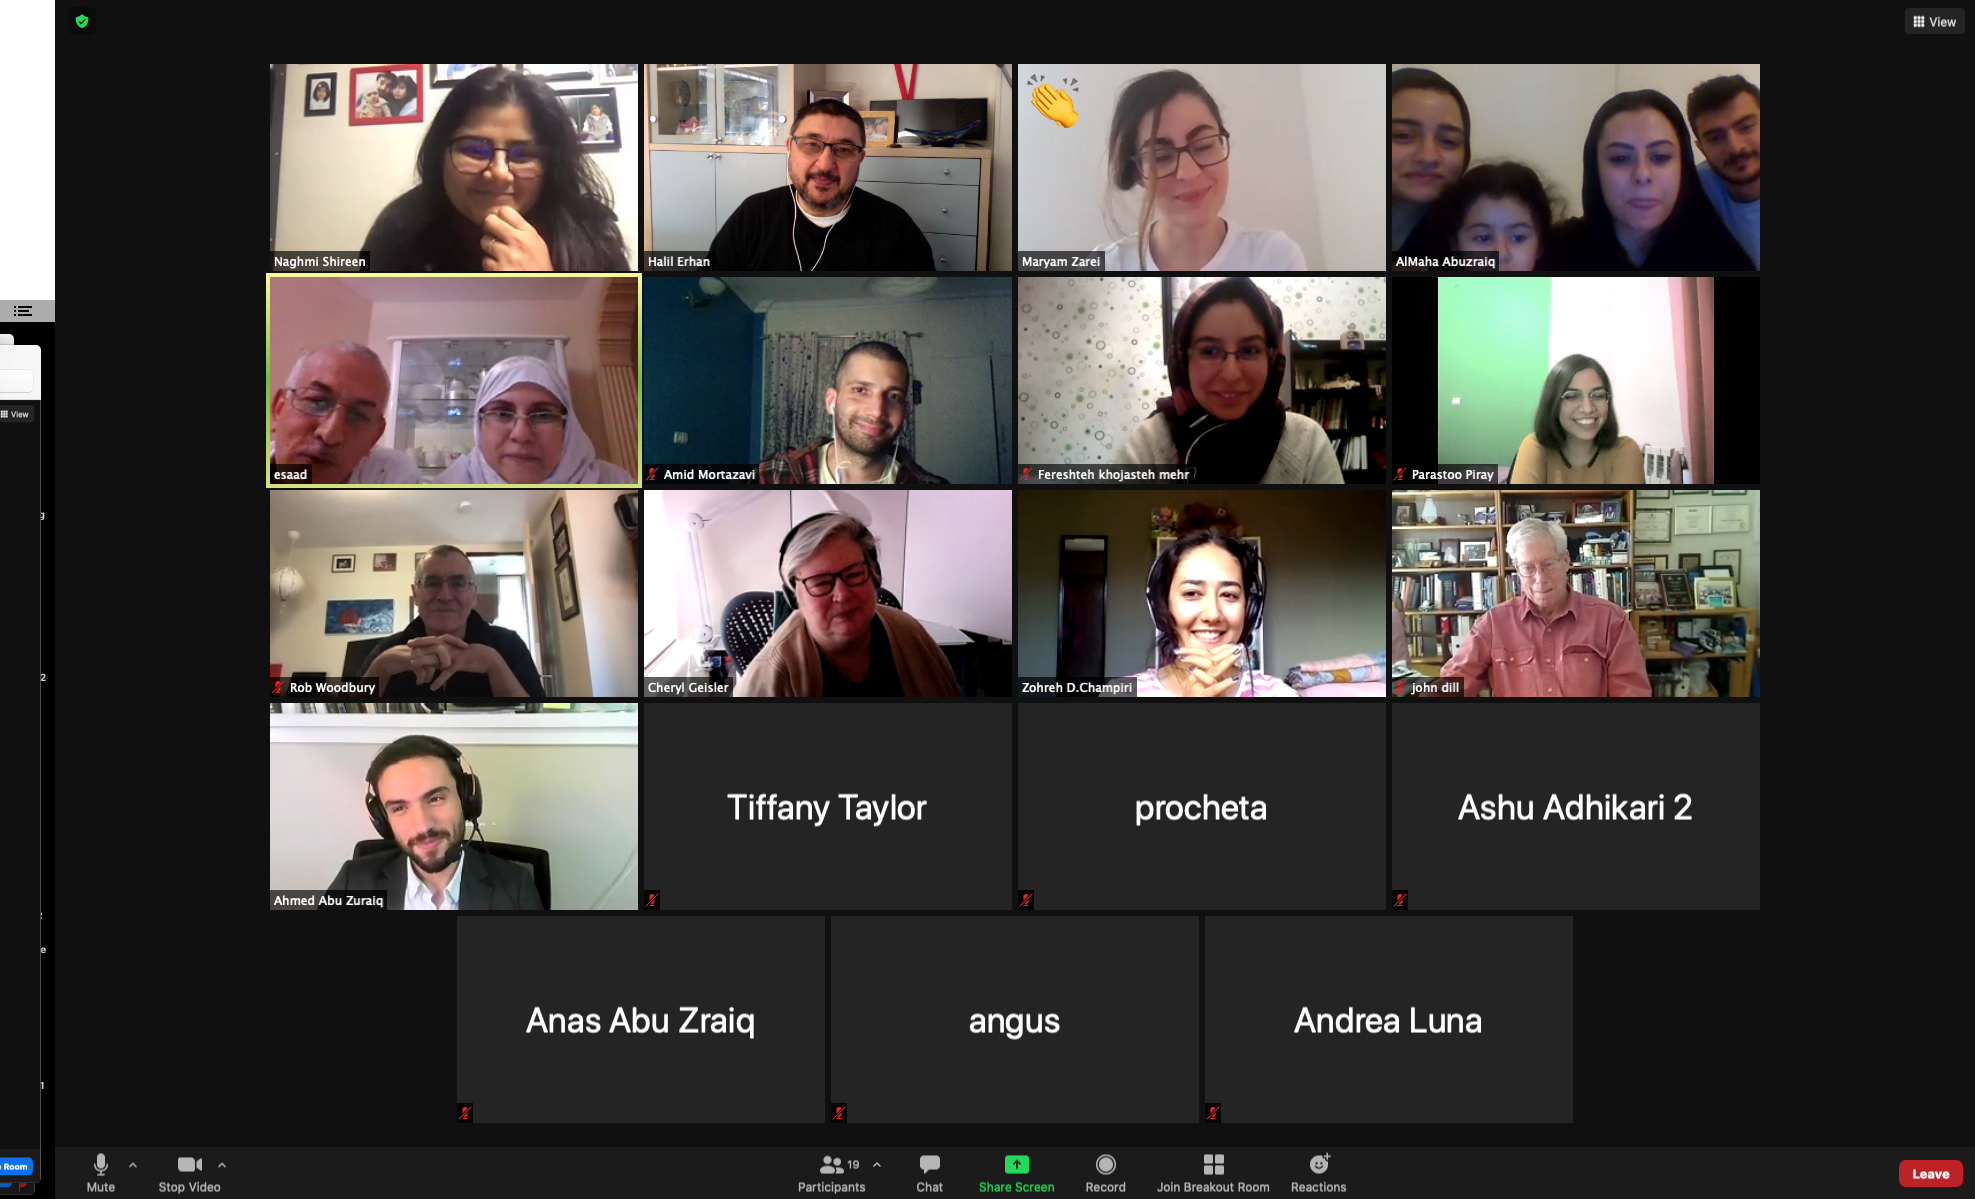 View
Naghmi Shireen
Halil Erhan
Maryam Zarei
AlMaha Abuzraiq
esaad
Amid Mortazavi
Fereshteh khojasteh mehr
Parastoo Piray
View
Rob Woodbury
Cheryl Geisler
Zohreh D.Champiri
john dill
Ahmed Abu Zuraiq
Tiffany Taylor
procheta
Ashu Adhikari 2
Anas Abu Zraiq
angus
Andrea Luna
Room
Mute
Stop Video
19
Participants
Chat
Share Screen
Record
Join Breakout Room
Reactions
Leave